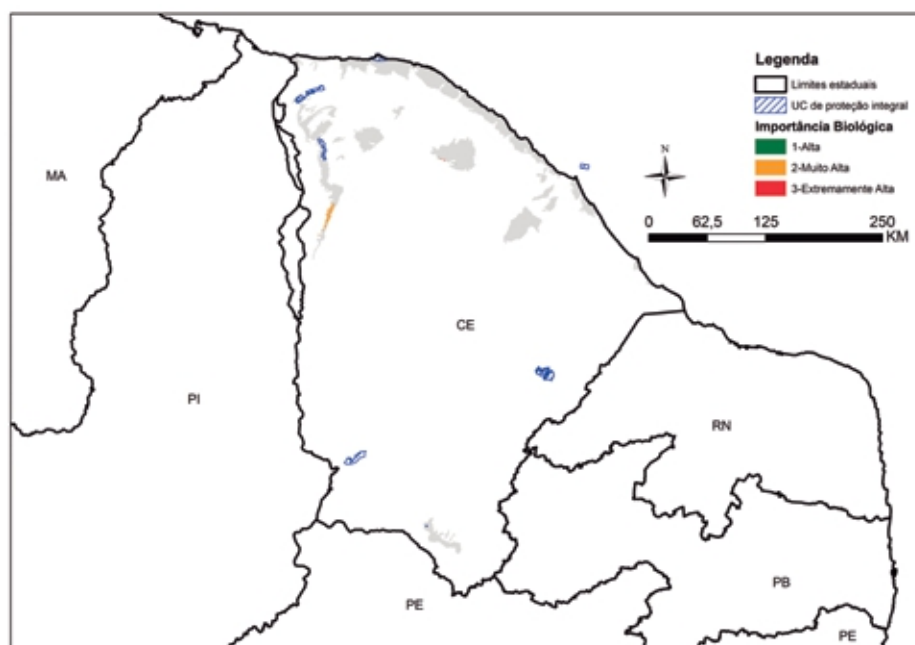 Legenda
Limites estaduais
UC de proteção integral
Importância Biológica
1-Alta
2-Muito Alta
3-Extremamente Alta
N
0 62,5 125 250
KM
MA
PI
CE
RN
PB
PE
PE